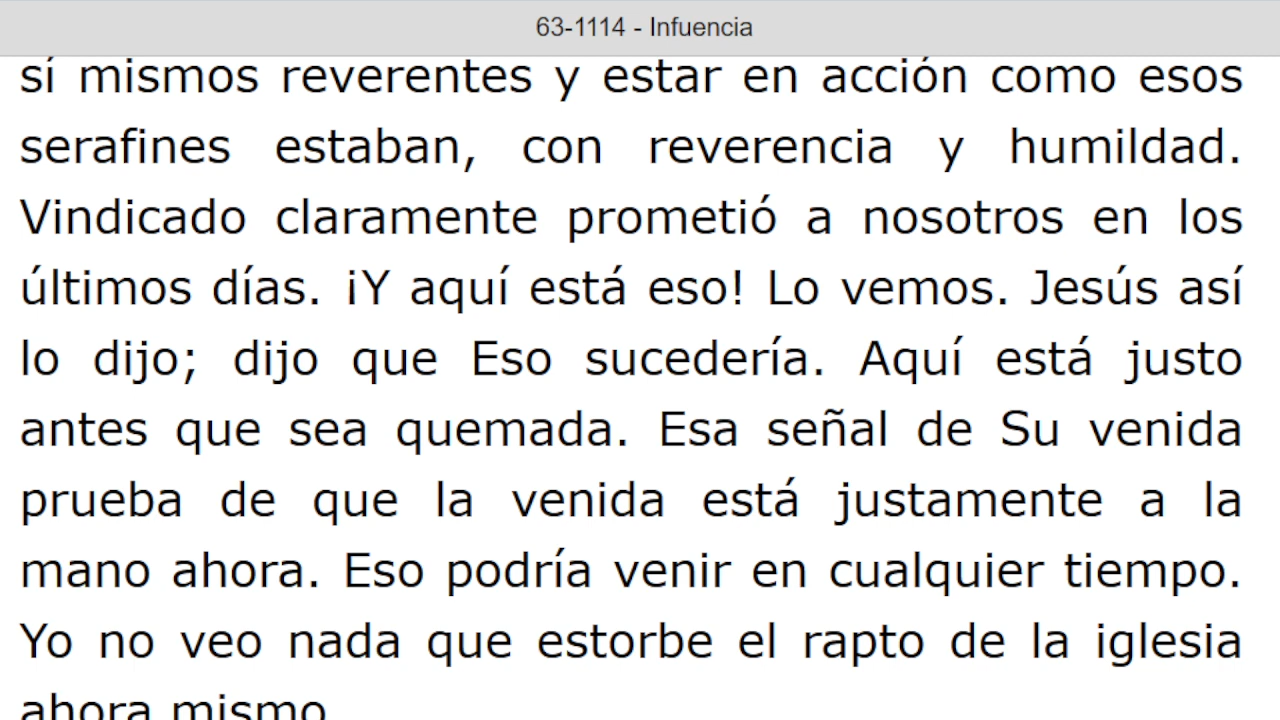 63-1114 - Infuencia
sí mismos reverentes y estar en acción como esos
serafines estaban, con reverencia y humildad.
Vindicado claramente prometió a nosotros en los
últimos días. ¡Y aquí está eso! Lo vemos. Jesús así
lo dijo; dijo que Eso sucedería. Aquí está justo
antes que sea quemada. Esa señal de Su venida
prueba de que la venida está justamente a la
mano ahora. Eso podría venir en cualquier tiempo.
Yo no veo nada que estorbe el rapto de la iglesia
ahora mismo.